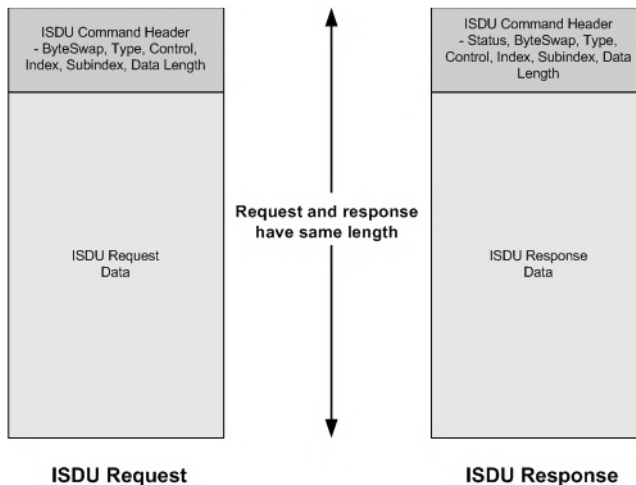 ISDU Command Header
- ByteSwap, Type, Control,
Index, Subindex, Data Length
ISDU Request
Data
ISDU Request
Request and response
have same length
ISDU Command Header
- Status, ByteSwap, Type,
Control, Index, Subindex, Data
Length
ISDU Response
Data
ISDU Response